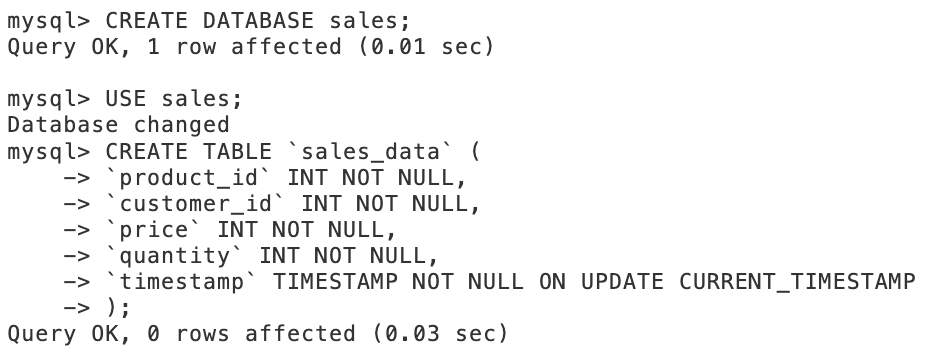 mysql> CREATE DATABASE sales;
Query OK, 1 row affected (0.01 sec)

mysql> USE sales;
Database changed
mysql> CREATE TABLE `sales_data` (
    -> `product_id` INT NOT NULL,
    -> `customer_id` INT NOT NULL,
    -> `price` INT NOT NULL,
    -> `quantity` INT NOT NULL,
    -> `timestamp` TIMESTAMP NOT NULL ON UPDATE CURRENT_TIMESTAMP
    -> );
Query OK, 0 rows affected (0.03 sec)